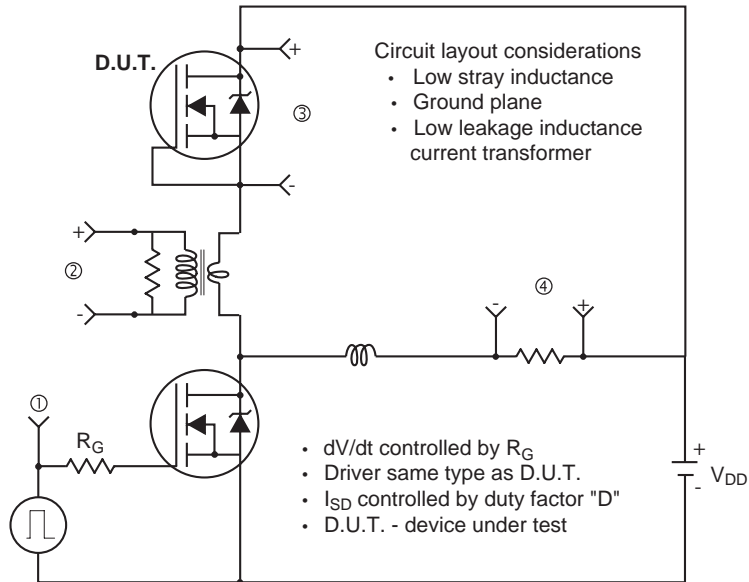 D.U.T.
+
Circuit layout considerations
• Low stray inductance
③
• Ground plane
• Low leakage inductance
current transformer
-
+
②
-
④
- +
①
R_G
• dV/dt controlled by R_G
• Driver same type as D.U.T.
• I_SD controlled by duty factor "D"
• D.U.T. - device under test
+
V_DD
-